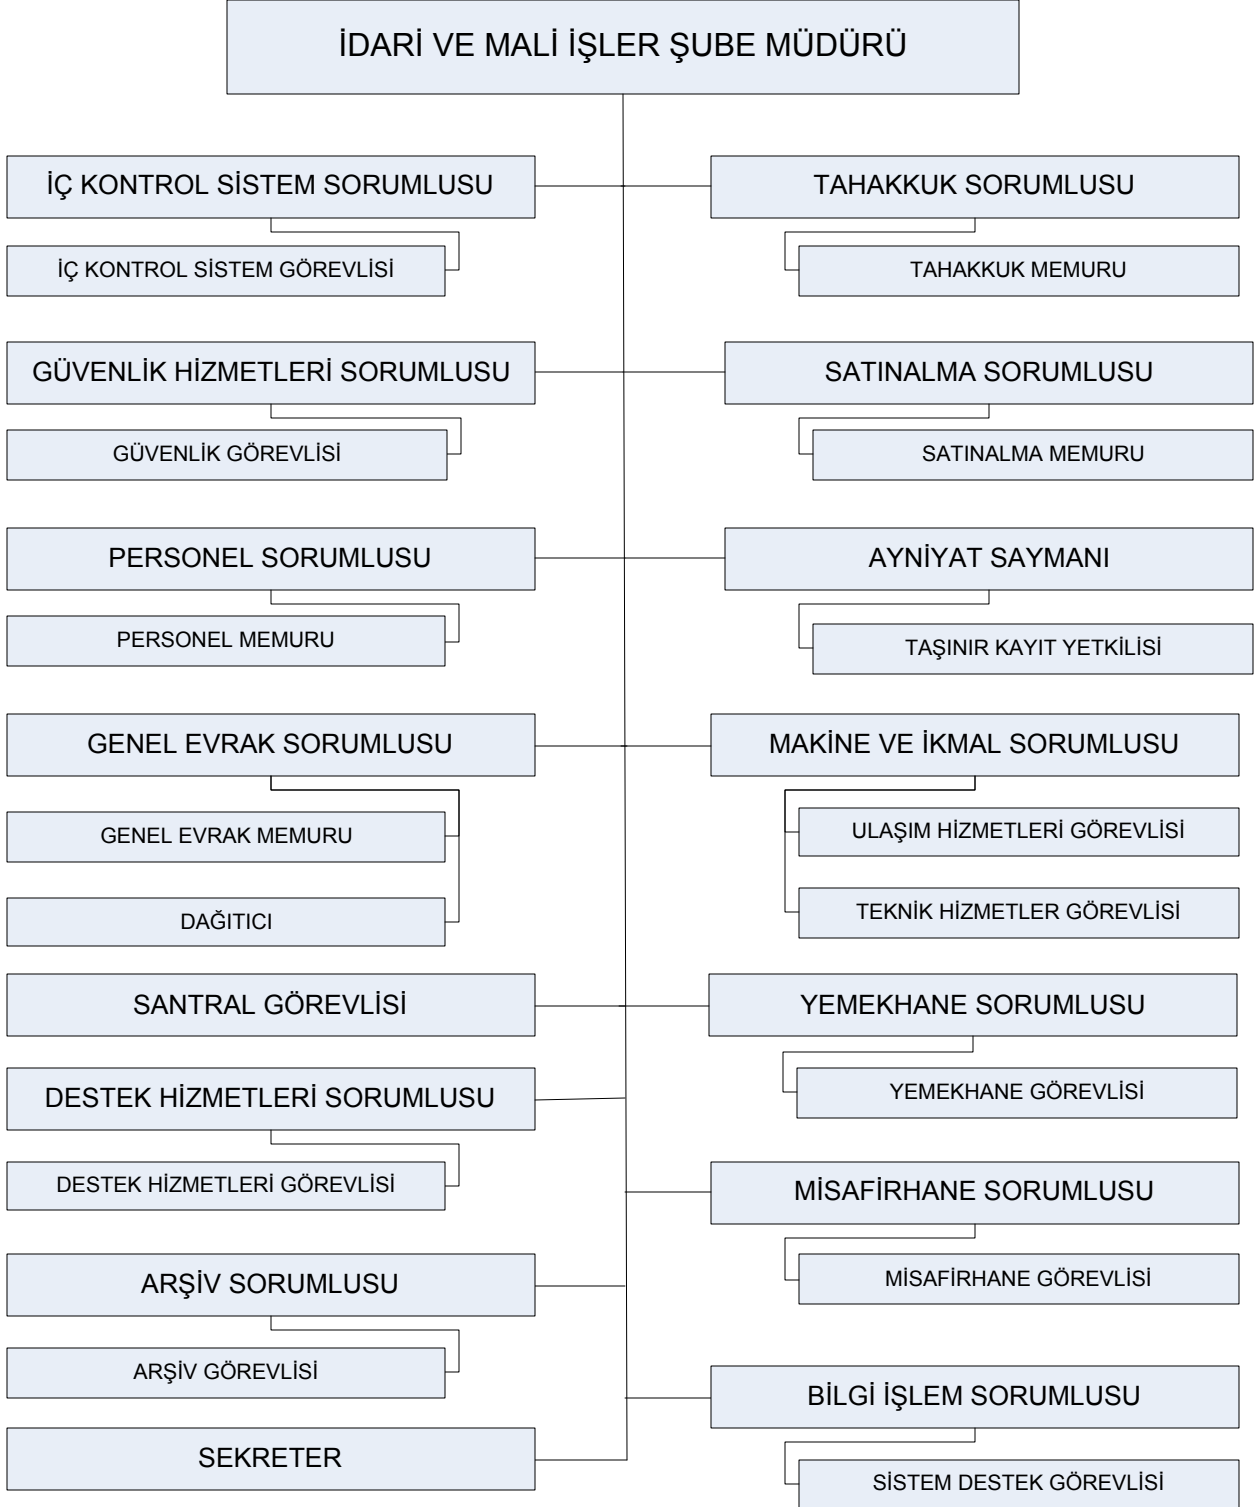 İDARİ VE MALİ İŞLER ŞUBE MÜDÜRÜ
İÇ KONTROL SİSTEM SORUMLUSU
İÇ KONTROL SİSTEM GÖREVLİSİ
TAHAKKUK SORUMLUSU
TAHAKKUK MEMURU
GÜVENLİK HİZMETLERİ SORUMLUSU
GÜVENLİK GÖREVLİSİ
SATINALMA SORUMLUSU
SATINALMA MEMURU
PERSONEL SORUMLUSU
PERSONEL MEMURU
AYNİYAT SAYMANI
TAŞINIR KAYIT YETKİLİSİ
GENEL EVRAK SORUMLUSU
GENEL EVRAK MEMURU
DAĞITICI
MAKİNE VE İKMAL SORUMLUSU
ULAŞIM HİZMETLERİ GÖREVLİSİ
TEKNİK HİZMETLER GÖREVLİSİ
SANTRAL GÖREVLİSİ
YEMEKHANE SORUMLUSU
YEMEKHANE GÖREVLİSİ
DESTEK HİZMETLERİ SORUMLUSU
DESTEK HİZMETLERİ GÖREVLİSİ
MİSAFİRHANE SORUMLUSU
MİSAFİRHANE GÖREVLİSİ
ARŞİV SORUMLUSU
ARŞİV GÖREVLİSİ
BİLGİ İŞLEM SORUMLUSU
SİSTEM DESTEK GÖREVLİSİ
SEKRETER